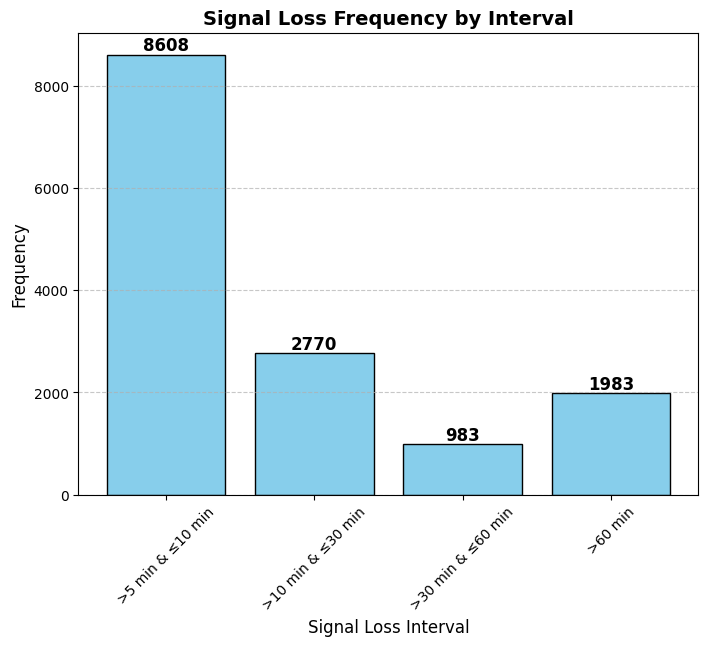 Signal Loss Frequency by Interval
8608
2770
983
1983
Frequency
8000
6000
4000
2000
0
>5 min & ≤10 min
>10 min & ≤30 min
>30 min & ≤60 min
>60 min
Signal Loss Interval